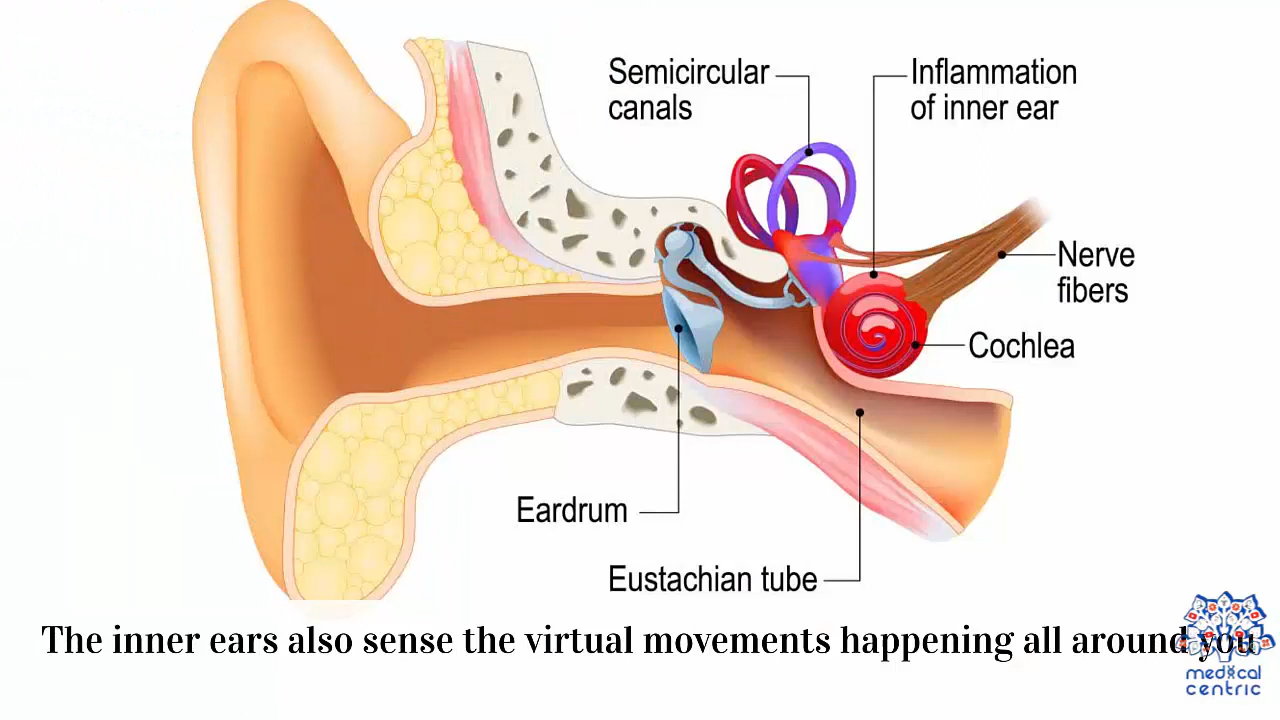 Semicircular
canals
Inflammation
of inner ear
Nerve
fibers
Cochlea
Eardrum
Eustachian tube
The inner ears also sense the virtual movements happening all around you
medical
centric